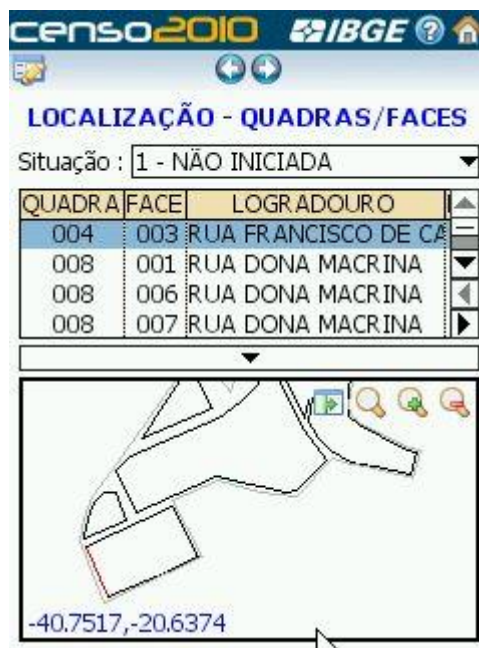 censo2010 IBGE ?
LOCALIZAÇÃO - QUADRAS/FACES
Situação : 1 - NÃO INICIADA
QUADRA FACE LOGRADOURO
004 003 RUA FRANCISCO DE CA
008 001 RUA DONA MACRINA
008 006 RUA DONA MACRINA
008 007 RUA DONA MACRINA
-40.7517,-20.6374